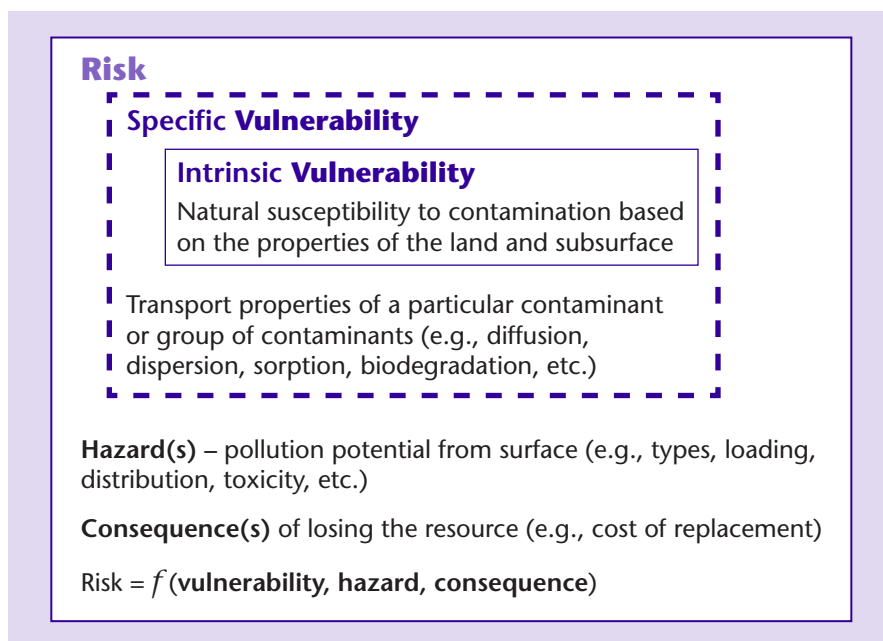 Risk
Specific Vulnerability
Intrinsic Vulnerability
Natural susceptibility to contamination based
on the properties of the land and subsurface
Transport properties of a particular contaminant
or group of contaminants (e.g., diffusion,
dispersion, sorption, biodegradation, etc.)
Hazard(s) – pollution potential from surface (e.g., types, loading,
distribution, toxicity, etc.)
Consequence(s) of losing the resource (e.g., cost of replacement)
Risk = f (vulnerability, hazard, consequence)